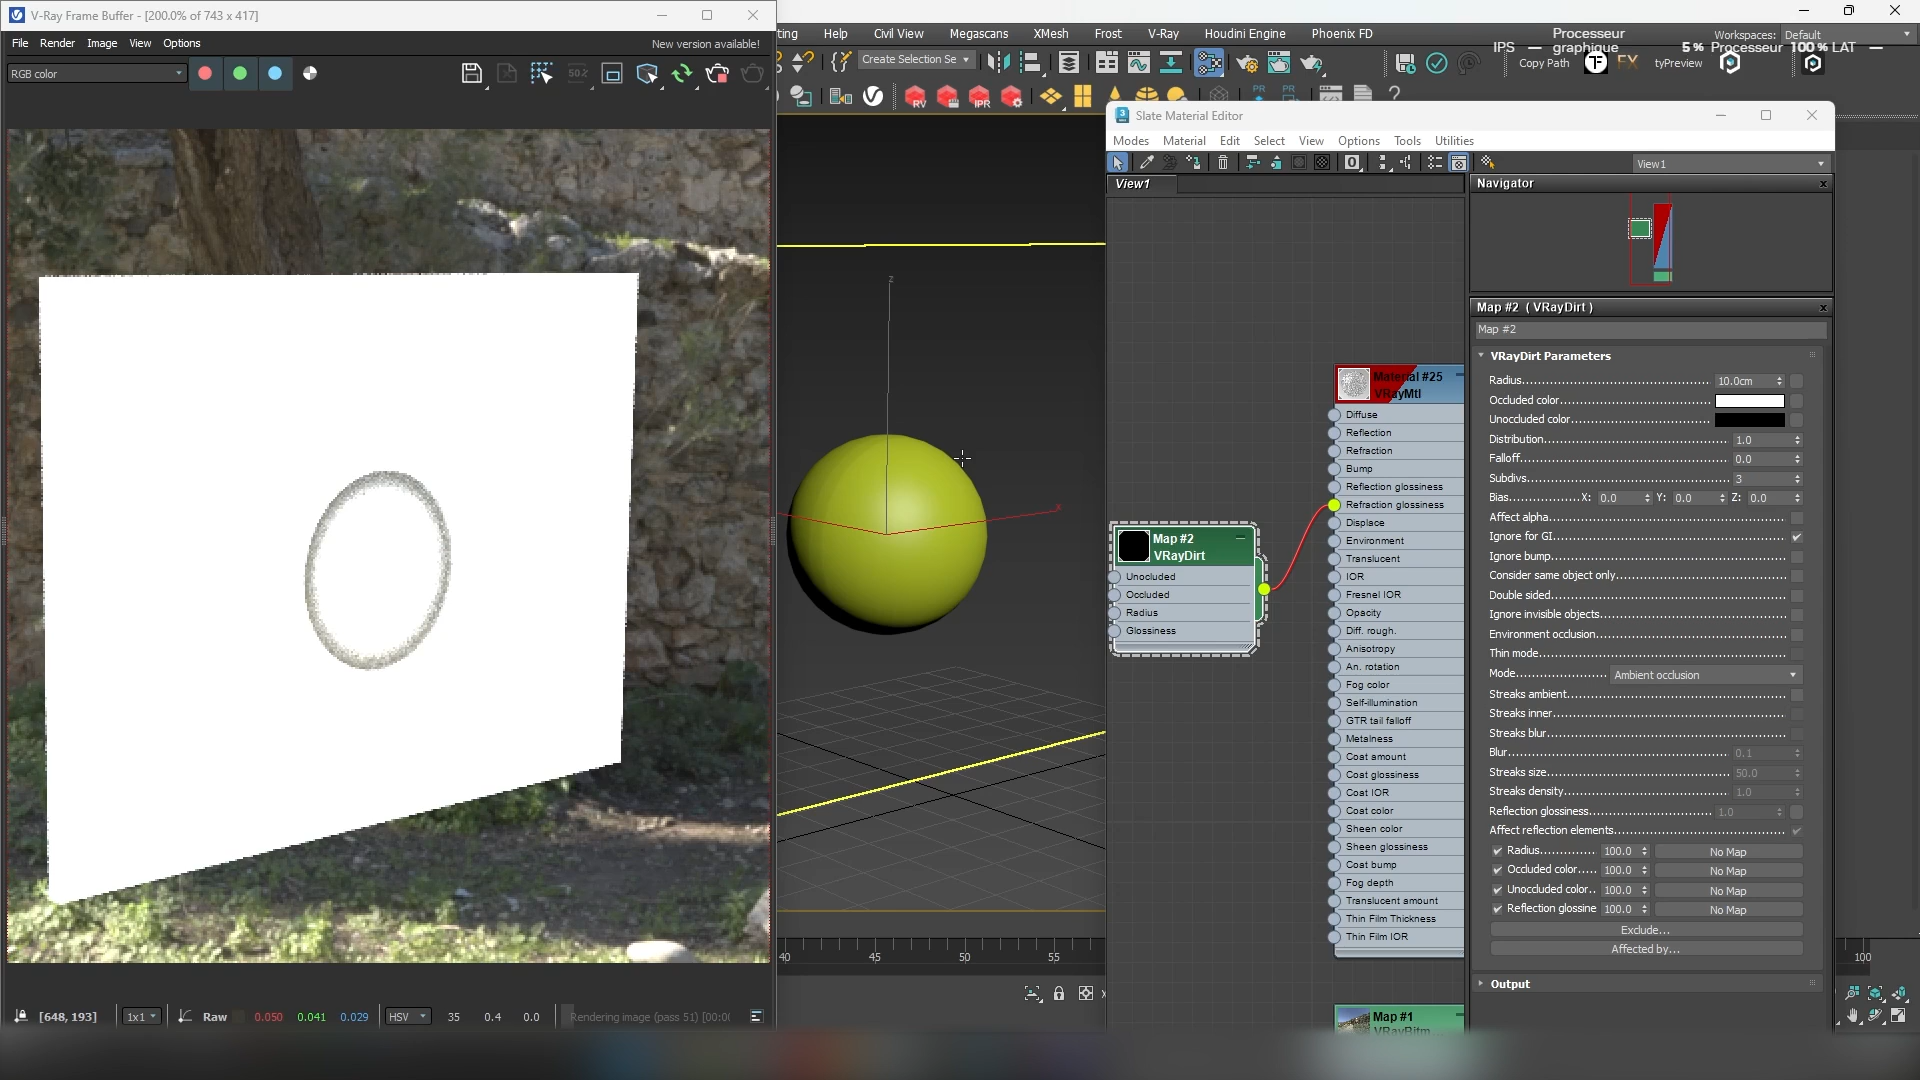 V-Ray Frame Buffer - [200.0% of 743 x 417]
File Render Image View Options New version available!
RGB color
ting Help Civil View Megascans XMesh Frost V-Ray Houdini Engine Phoenix FD
Create Selection Se
IPS — Processeur graphique 5 % Processeur 100 % LAT —
Workspaces: Default
Copy Path FX tyPreview
RV IPR PR PR
Slate Material Editor
Modes Material Edit Select View Options Tools Utilities
View1
View1
Navigator
Map #2 ( VRayDirt )
Map #2
VRayDirt Parameters
Radius 10.0cm
Occluded color
Unoccluded color
Distribution 1.0
Falloff 0.0
Subdivs 3
Bias X: 0.0 Y: 0.0 Z: 0.0
Affect alpha
Ignore for GI
Ignore bump
Consider same object only
Double sided
Ignore invisible objects
Environment occlusion
Thin mode
Mode Ambient occlusion
Streaks ambient
Streaks inner
Streaks blur
Blur 0.1
Streaks size 50.0
Streaks density 1.0
Reflection glossiness 1.0
Affect reflection elements
Radius 100.0 No Map
Occluded color 100.0 No Map
Unoccluded color 100.0 No Map
Reflection glossine 100.0 No Map
Exclude...
Affected by...
Output
Material #25
VRayMtl
Diffuse
Reflection
Refraction
Bump
Reflection glossiness
Refraction glossiness
Displace
Environment
Translucent
IOR
Fresnel IOR
Opacity
Diff. rough.
Anisotropy
An. rotation
Fog color
Self-illumination
GTR tail falloff
Metalness
Coat amount
Coat glossiness
Coat IOR
Coat color
Sheen color
Sheen glossiness
Coat bump
Fog depth
Translucent amount
Thin Film Thickness
Thin Film IOR
Map #2
VRayDirt
Unocluded
Occluded
Radius
Glossiness
Map #1
VRayBitm
z
x
40 45 50 55 100
[648, 193] 1x1 Raw 0.050 0.041 0.029 HSV 35 0.4 0.0 Rendering image (pass 51) [00:0